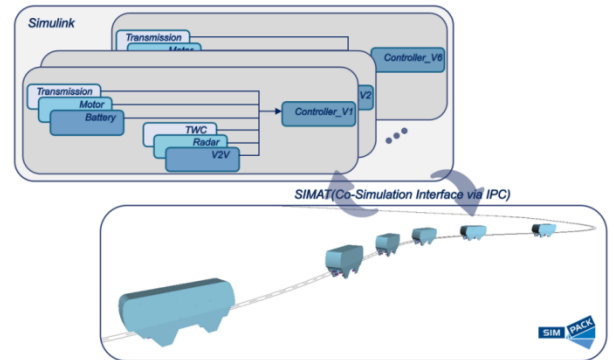 Simulink
Transmission
Motor
Controller_V6
Transmission
Motor
Battery
V2
Controller_V1
TWC
Radar
V2V
SIMAT(Co-Simulation Interface via IPC)
SIM PACK